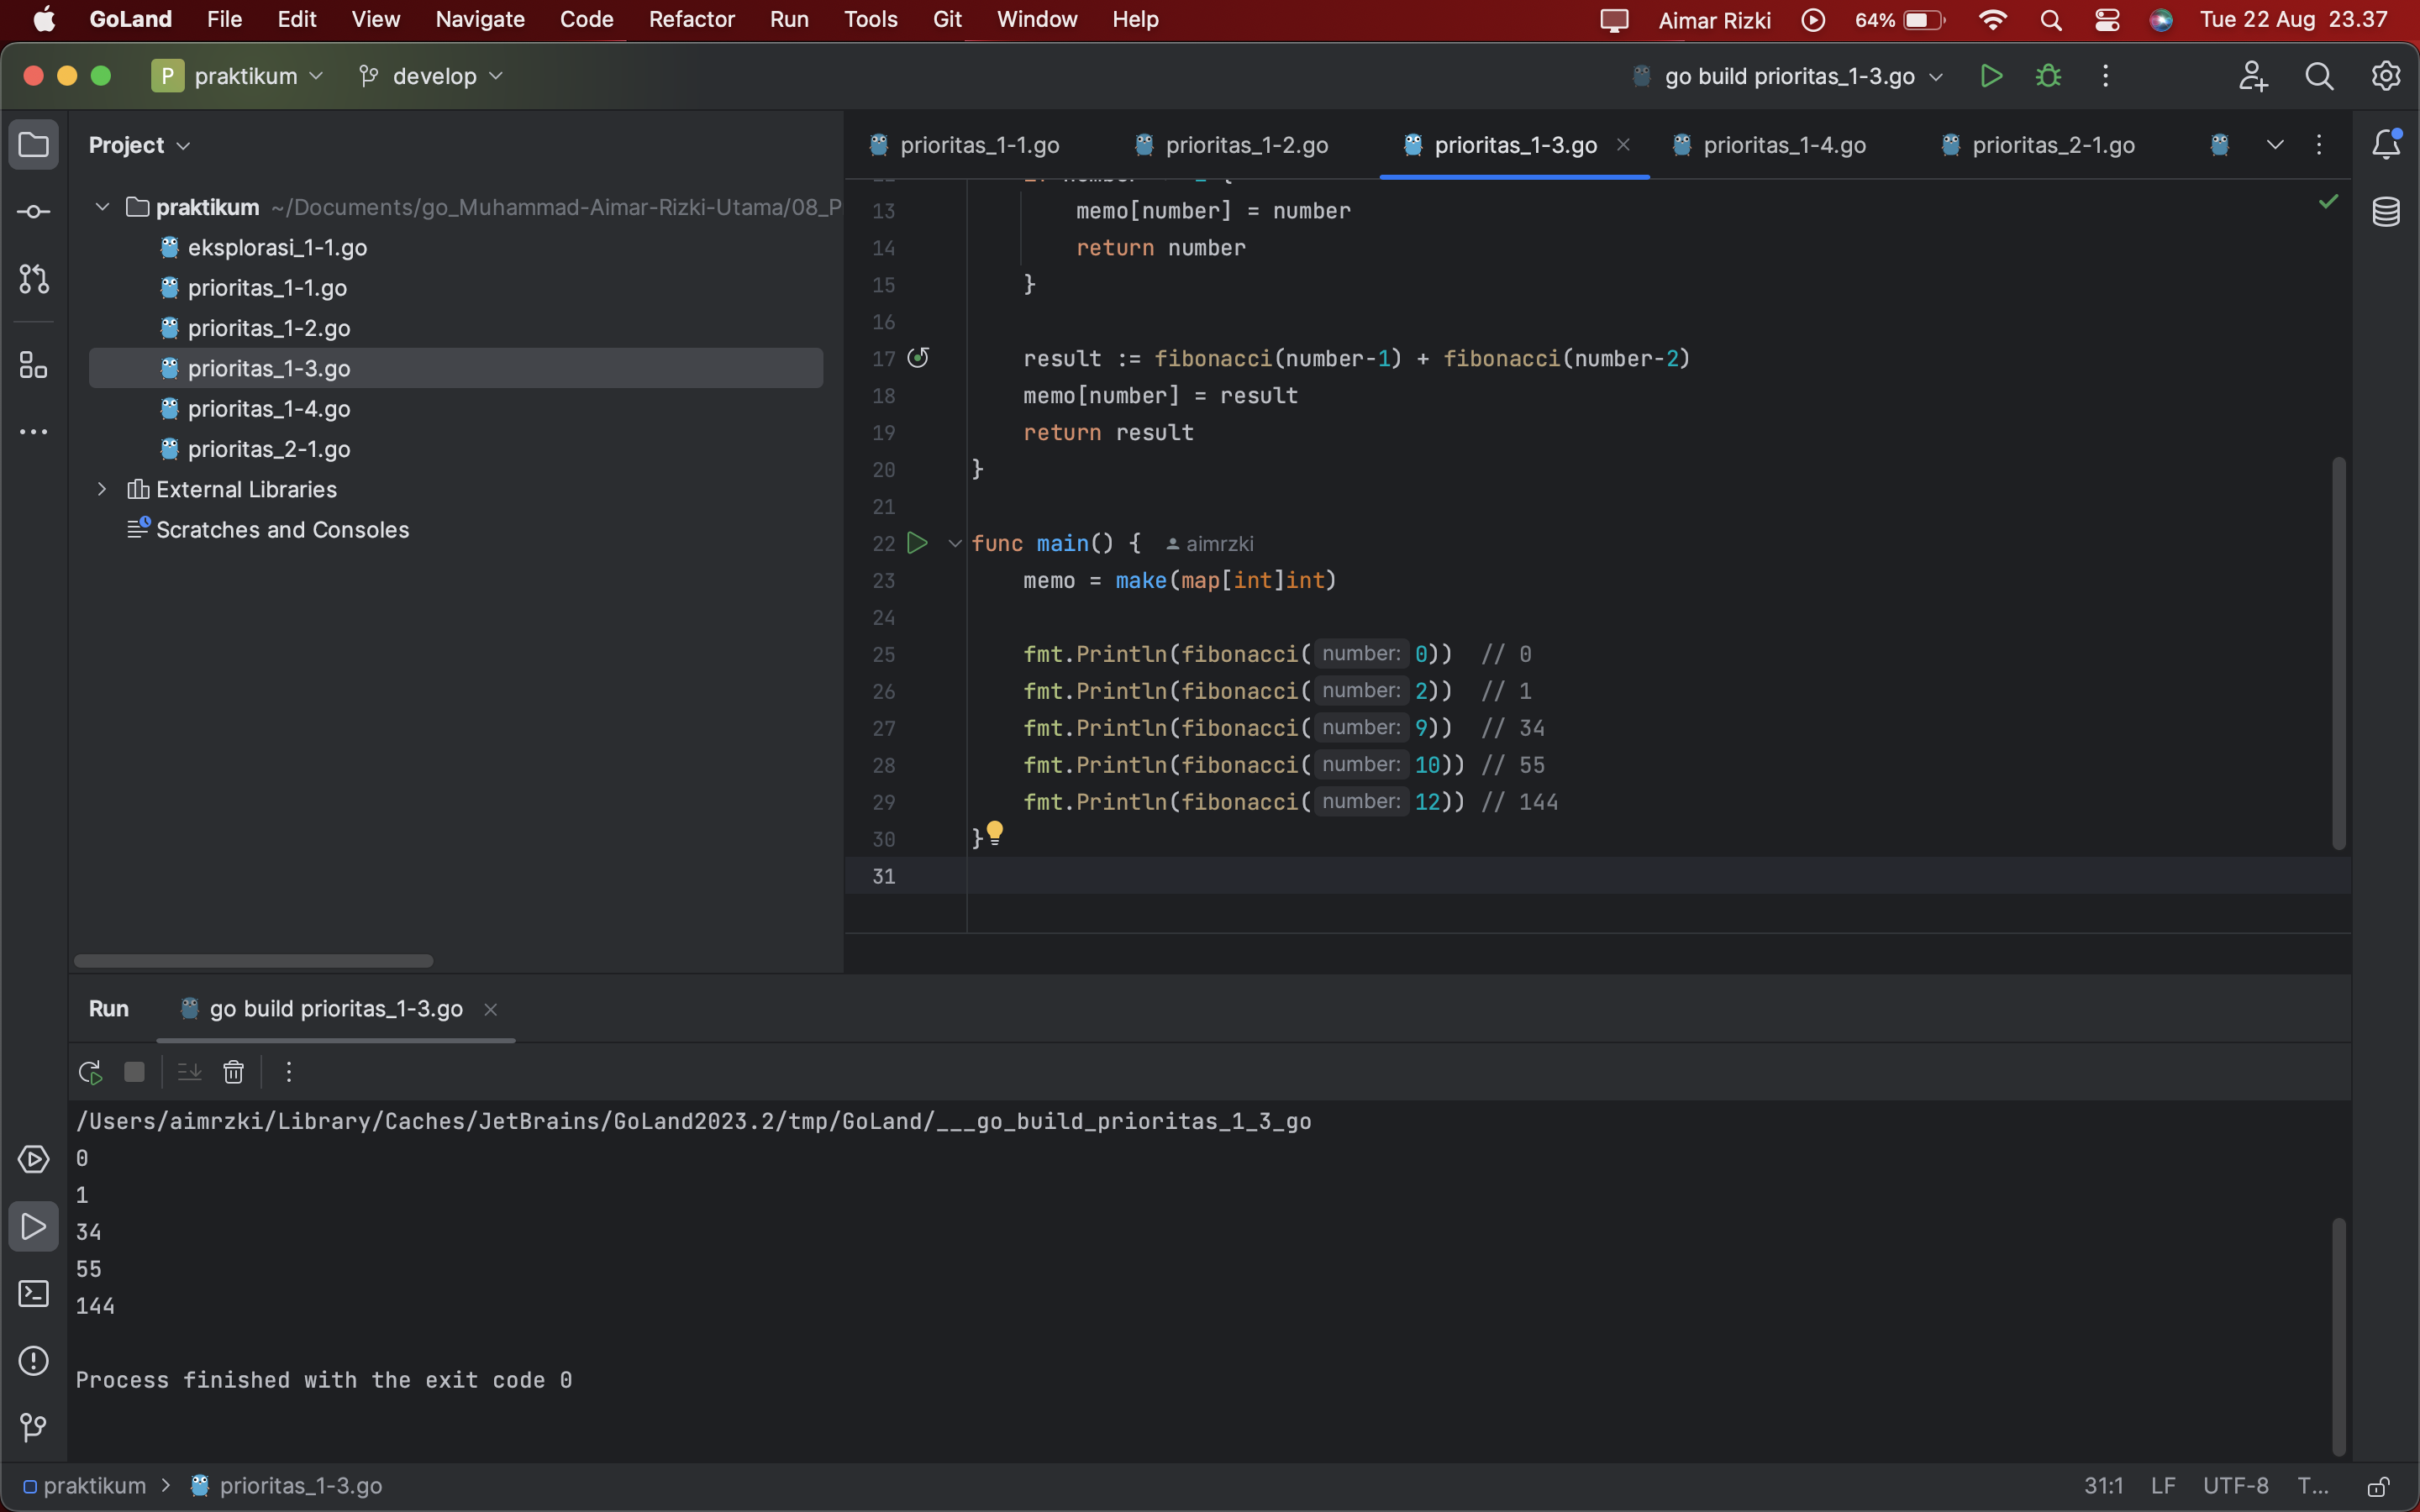 GoLand File Edit View Navigate Code Refactor Run Tools Git Window Help Aimar Rizki 64% Tue 22 Aug 23.37
P praktikum develop go build prioritas_1-3.go
Project
prioritas_1-1.go prioritas_1-2.go prioritas_1-3.go prioritas_1-4.go prioritas_2-1.go
praktikum ~/Documents/go_Muhammad-Aimar-Rizki-Utama/08_P
eksplorasi_1-1.go
prioritas_1-1.go
prioritas_1-2.go
prioritas_1-3.go
prioritas_1-4.go
prioritas_2-1.go
External Libraries
Scratches and Consoles
13 memo[number] = number
14 return number
15 }
16
17 result := fibonacci(number-1) + fibonacci(number-2)
18 memo[number] = result
19 return result
20 }
21
22 func main() { aimrzki
23 memo = make(map[int]int)
24
25 fmt.Println(fibonacci( number: 0)) // 0
26 fmt.Println(fibonacci( number: 2)) // 1
27 fmt.Println(fibonacci( number: 9)) // 34
28 fmt.Println(fibonacci( number: 10)) // 55
29 fmt.Println(fibonacci( number: 12)) // 144
30 }
31
Run go build prioritas_1-3.go
/Users/aimrzki/Library/Caches/JetBrains/GoLand2023.2/tmp/GoLand/___go_build_prioritas_1_3_go
0
1
34
55
144
Process finished with the exit code 0
praktikum prioritas_1-3.go 31:1 LF UTF-8 T...